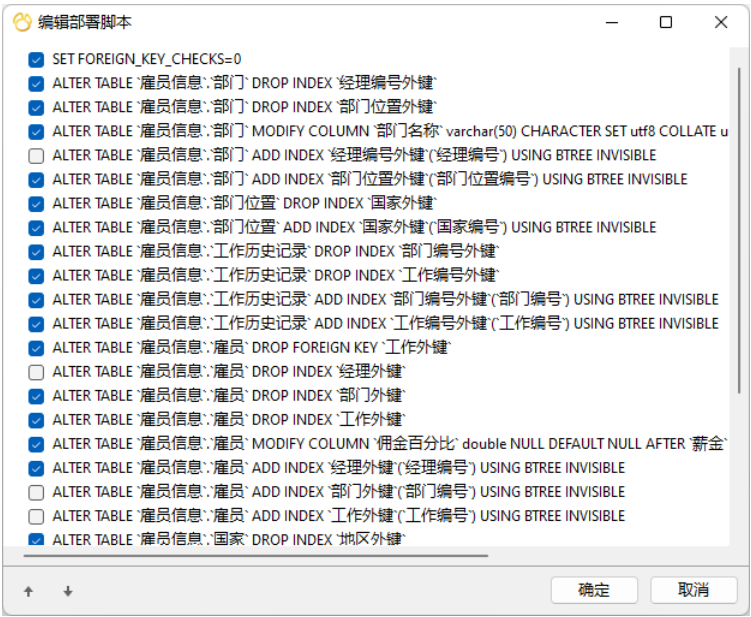 编辑部署脚本
SET FOREIGN_KEY_CHECKS=0
ALTER TABLE `雇员信息`.`部门` DROP INDEX `经理编号外键`
ALTER TABLE `雇员信息`.`部门` DROP INDEX `部门位置外键`
ALTER TABLE `雇员信息`.`部门` MODIFY COLUMN `部门名称` varchar(50) CHARACTER SET utf8 COLLATE u
ALTER TABLE `雇员信息`.`部门` ADD INDEX `经理编号外键`(`经理编号`) USING BTREE INVISIBLE
ALTER TABLE `雇员信息`.`部门` ADD INDEX `部门位置外键`(`部门位置编号`) USING BTREE INVISIBLE
ALTER TABLE `雇员信息`.`部门位置` DROP INDEX `国家外键`
ALTER TABLE `雇员信息`.`部门位置` ADD INDEX `国家外键`(`国家编号`) USING BTREE INVISIBLE
ALTER TABLE `雇员信息`.`工作历史记录` DROP INDEX `部门编号外键`
ALTER TABLE `雇员信息`.`工作历史记录` DROP INDEX `工作编号外键`
ALTER TABLE `雇员信息`.`工作历史记录` ADD INDEX `部门编号外键`(`部门编号`) USING BTREE INVISIBLE
ALTER TABLE `雇员信息`.`工作历史记录` ADD INDEX `工作编号外键`(`工作编号`) USING BTREE INVISIBLE
ALTER TABLE `雇员信息`.`雇员` DROP FOREIGN KEY `工作外键`
ALTER TABLE `雇员信息`.`雇员` DROP INDEX `经理外键`
ALTER TABLE `雇员信息`.`雇员` DROP INDEX `部门外键`
ALTER TABLE `雇员信息`.`雇员` DROP INDEX `工作外键`
ALTER TABLE `雇员信息`.`雇员` MODIFY COLUMN `佣金百分比` double NULL DEFAULT NULL AFTER `薪金`
ALTER TABLE `雇员信息`.`雇员` ADD INDEX `经理外键`(`经理编号`) USING BTREE INVISIBLE
ALTER TABLE `雇员信息`.`雇员` ADD INDEX `部门外键`(`部门编号`) USING BTREE INVISIBLE
ALTER TABLE `雇员信息`.`雇员` ADD INDEX `工作外键`(`工作编号`) USING BTREE INVISIBLE
ALTER TABLE `雇员信息`.`国家` DROP INDEX `地区外键`
确定
取消